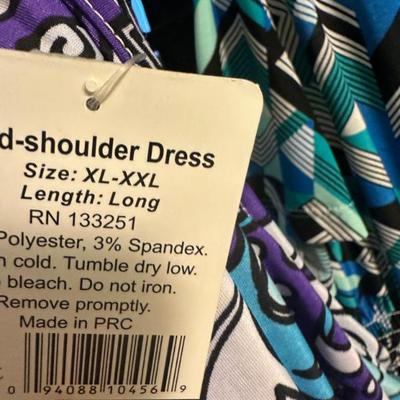 d-shoulder Dress
Size: XL-XXL
Length: Long
RN 133251
Polyester, 3% Spandex.
cold. Tumble dry low.
bleach. Do not iron.
Remove promptly.
Made in PRC
0 94088 10456 9